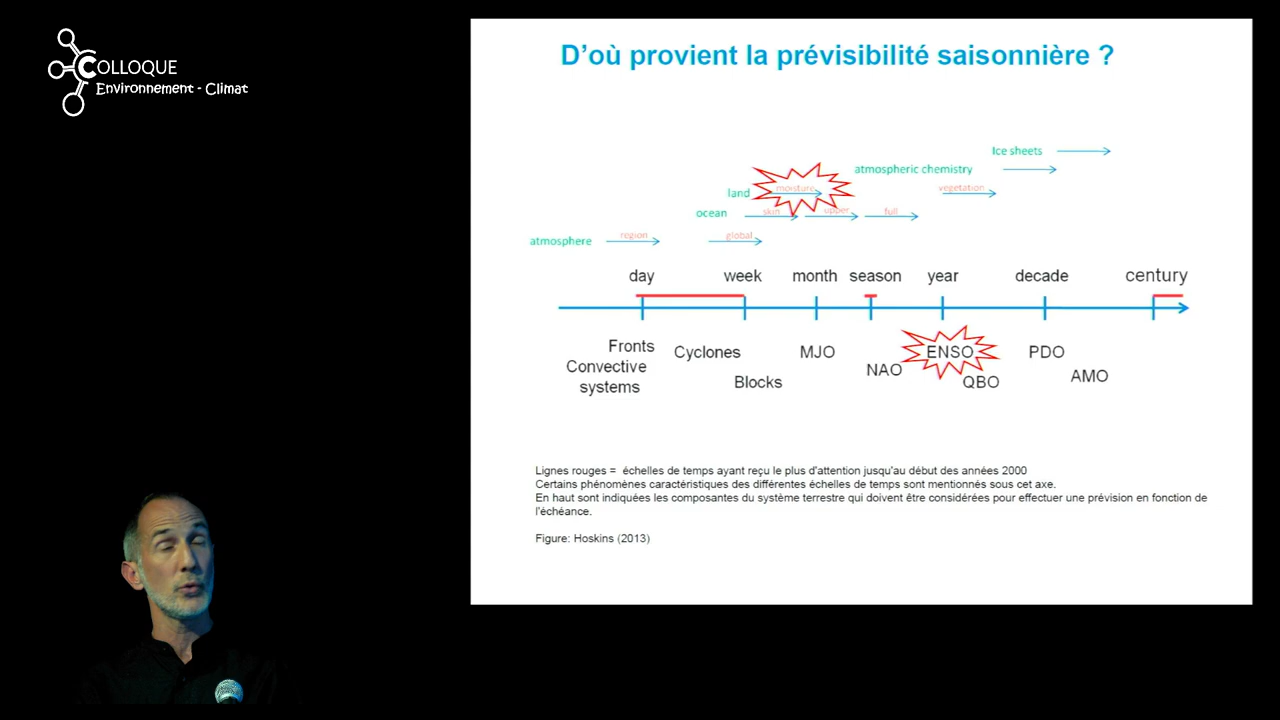 COLLOQUE
Environnement - Climat
D'où provient la prévisibilité saisonnière ?
Ice sheets
atmospheric chemistry
land moisture vegetation
ocean skin upper full
atmosphere region global
day week month season year decade century
Fronts Cyclones MJO ENSO PDO
Convective NAO
systems Blocks QBO AMO
Lignes rouges = échelles de temps ayant reçu le plus d'attention jusqu'au début des années 2000
Certains phénomènes caractéristiques des différentes échelles de temps sont mentionnés sous cet axe.
En haut sont indiquées les composantes du système terrestre qui doivent être considérées pour effectuer une prévision en fonction de
l'échéance.
Figure: Hoskins (2013)